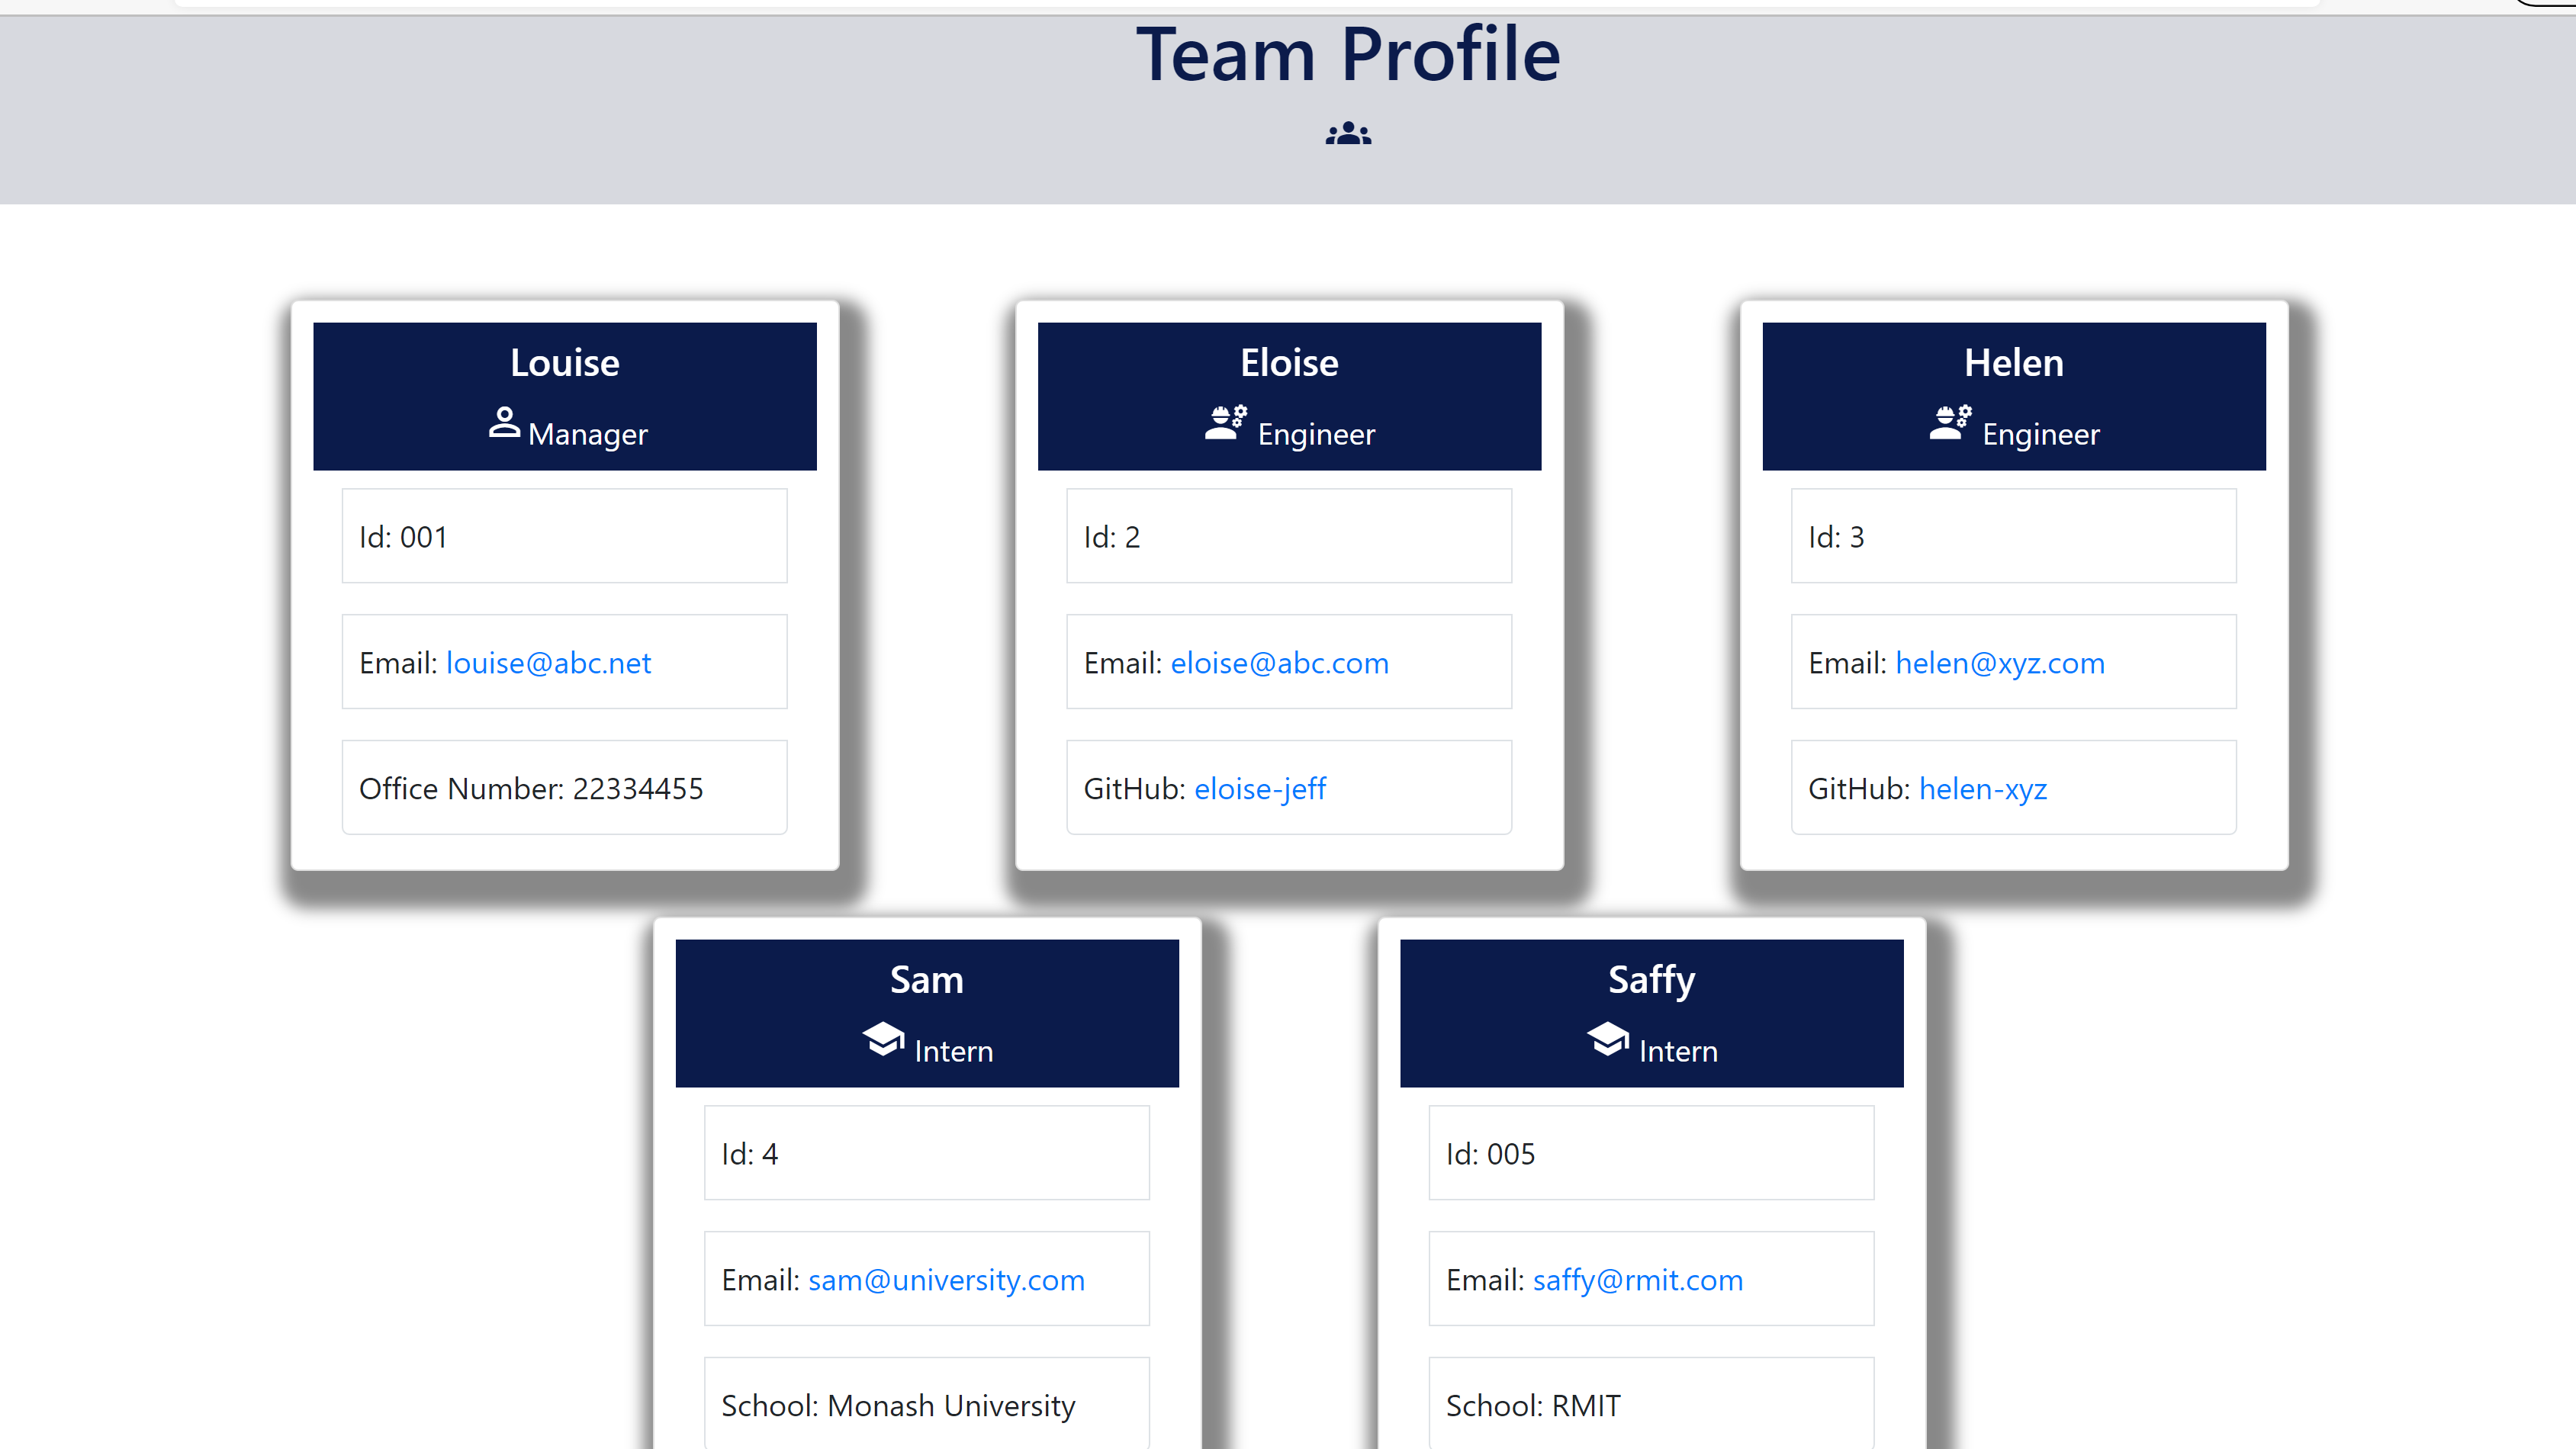 Team Profile
Louise
Manager
Id: 001
Email: louise@abc.net
Office Number: 22334455
Eloise
Engineer
Id: 2
Email: eloise@abc.com
GitHub: eloise-jeff
Helen
Engineer
Id: 3
Email: helen@xyz.com
GitHub: helen-xyz
Sam
Intern
Id: 4
Email: sam@university.com
School: Monash University
Saffy
Intern
Id: 005
Email: saffy@rmit.com
School: RMIT